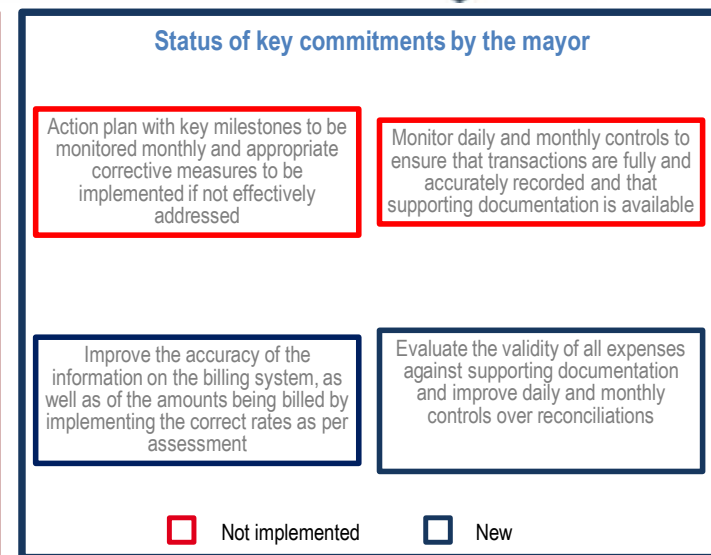 Status of key commitments by the mayor
Action plan with key milestones to be
monitored monthly and appropriate
corrective measures to be
implemented if not effectively
addressed
Monitor daily and monthly controls to
ensure that transactions are fully and
accurately recorded and that
supporting documentation is available
Improve the accuracy of the
information on the billing system, as
well as of the amounts being billed by
implementing the correct rates as per
assessment
Evaluate the validity of all expenses
against supporting documentation
and improve daily and monthly
controls over reconciliations
Not implemented
New